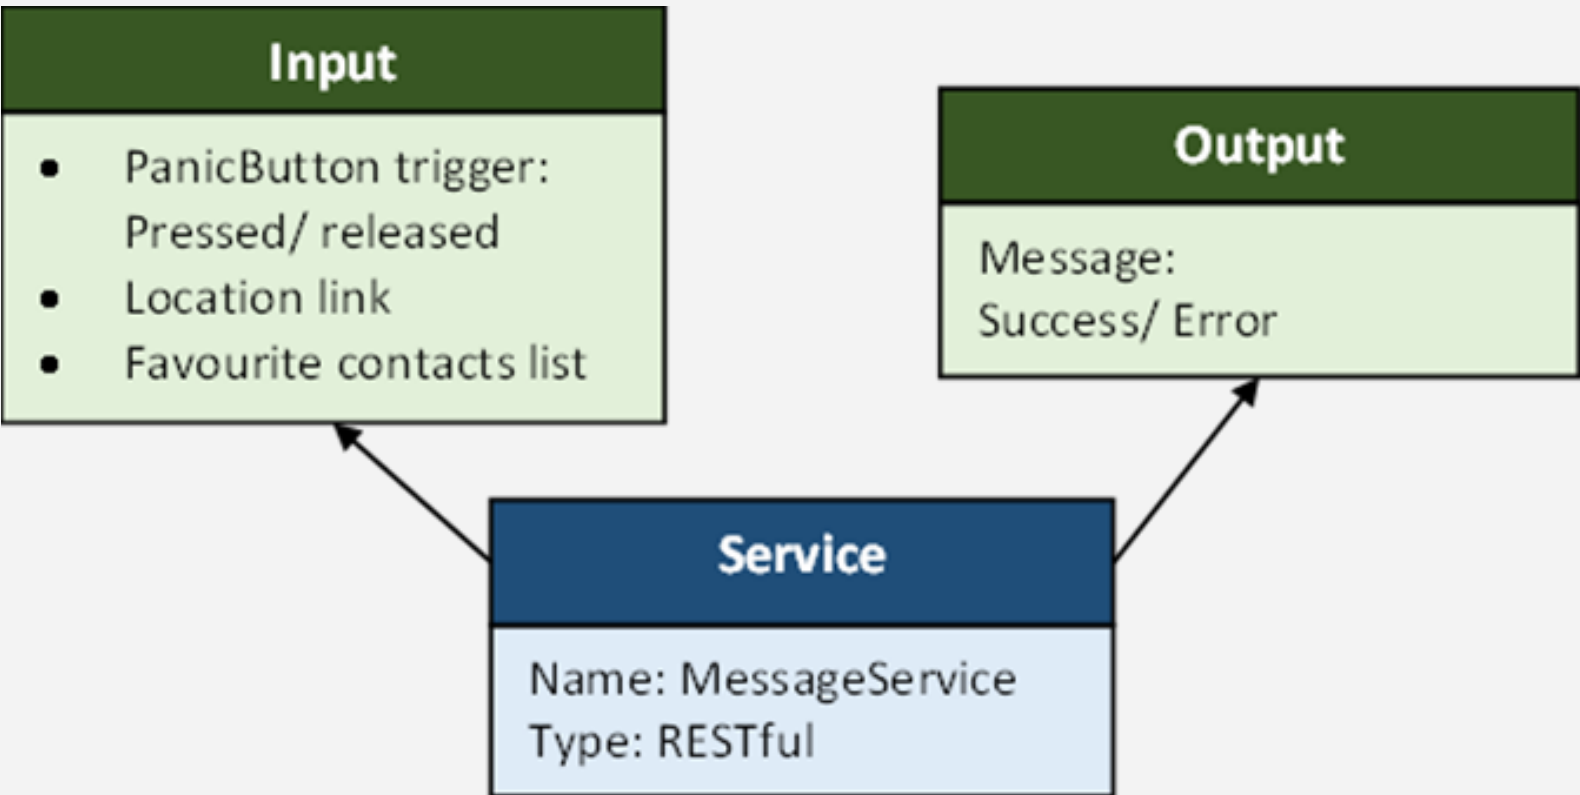 Input
• PanicButton trigger:
Pressed/ released
• Location link
• Favourite contacts list
Output
Message:
Success/ Error
Service
Name: MessageService
Type: RESTful